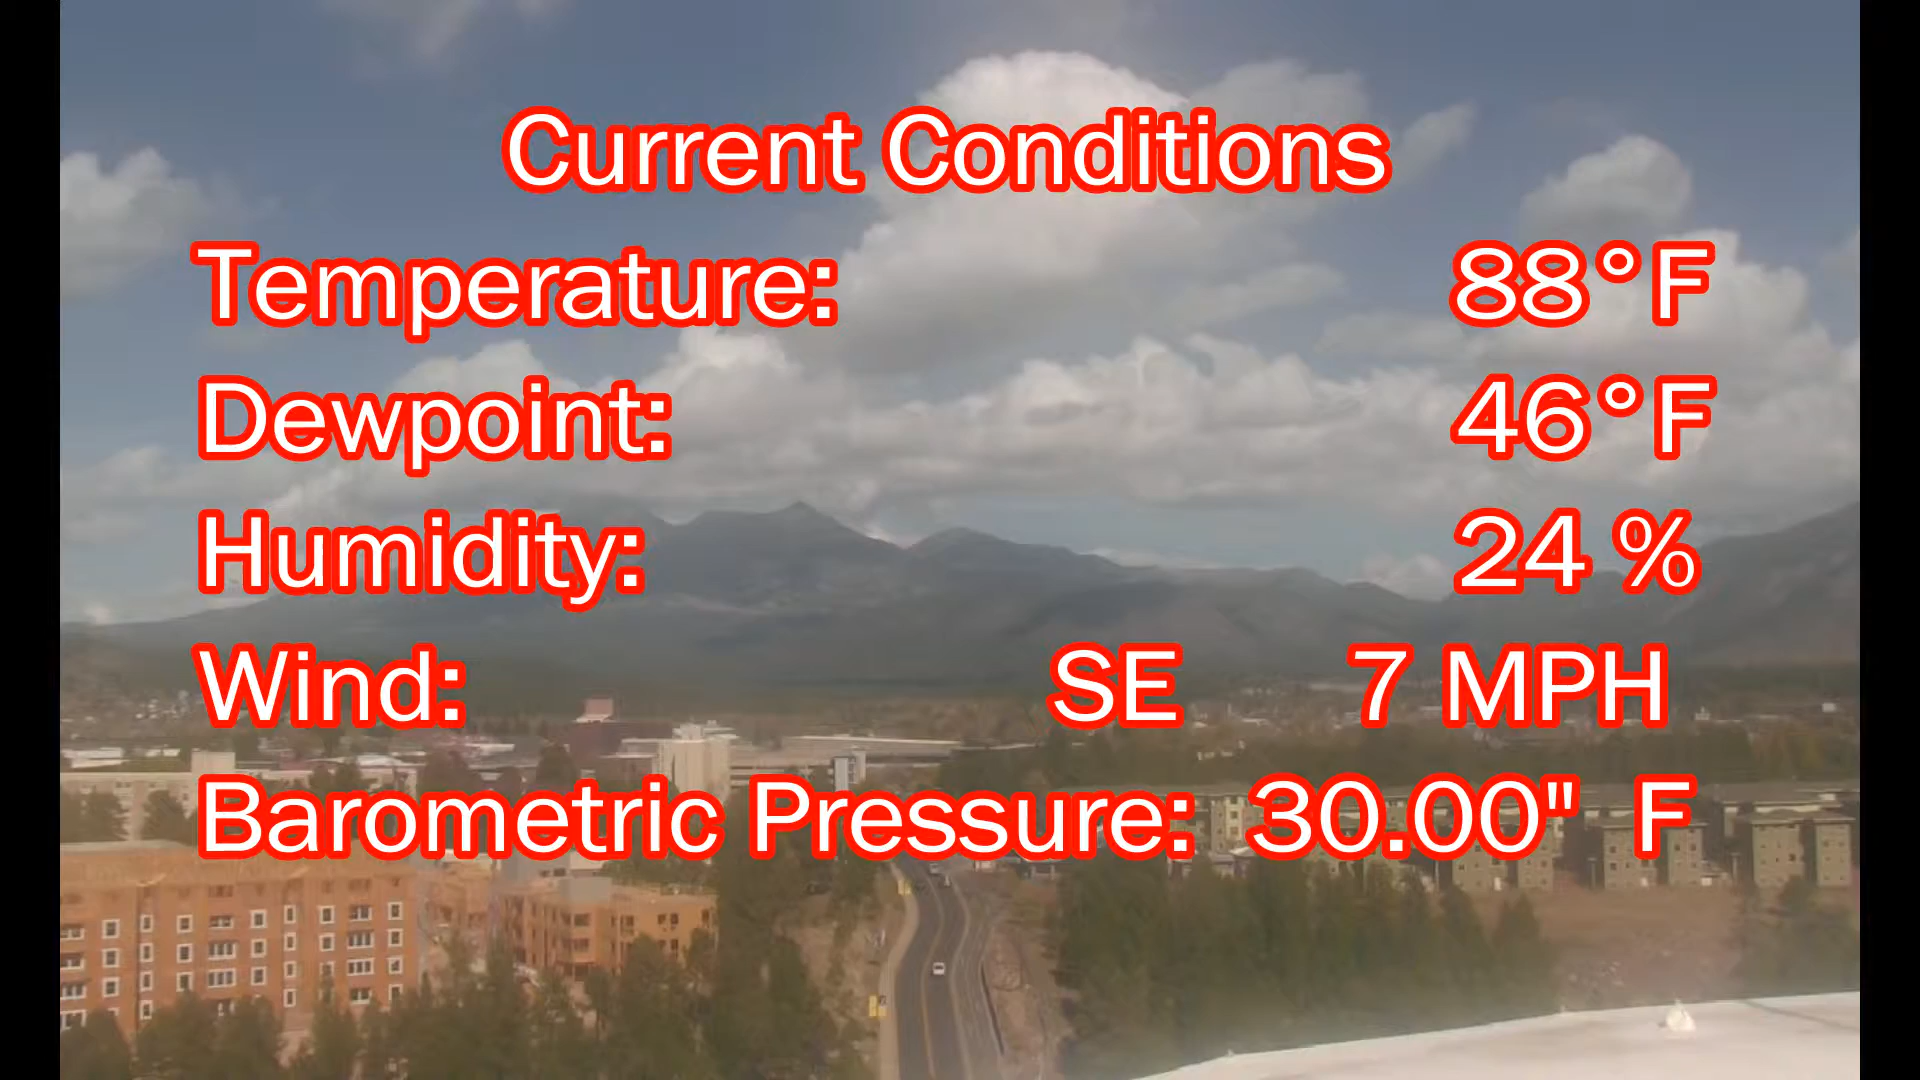 Current Conditions
Temperature: 88°F
Dewpoint: 46°F
Humidity: 24 %
Wind: SE 7 MPH
Barometric Pressure: 30.00" F